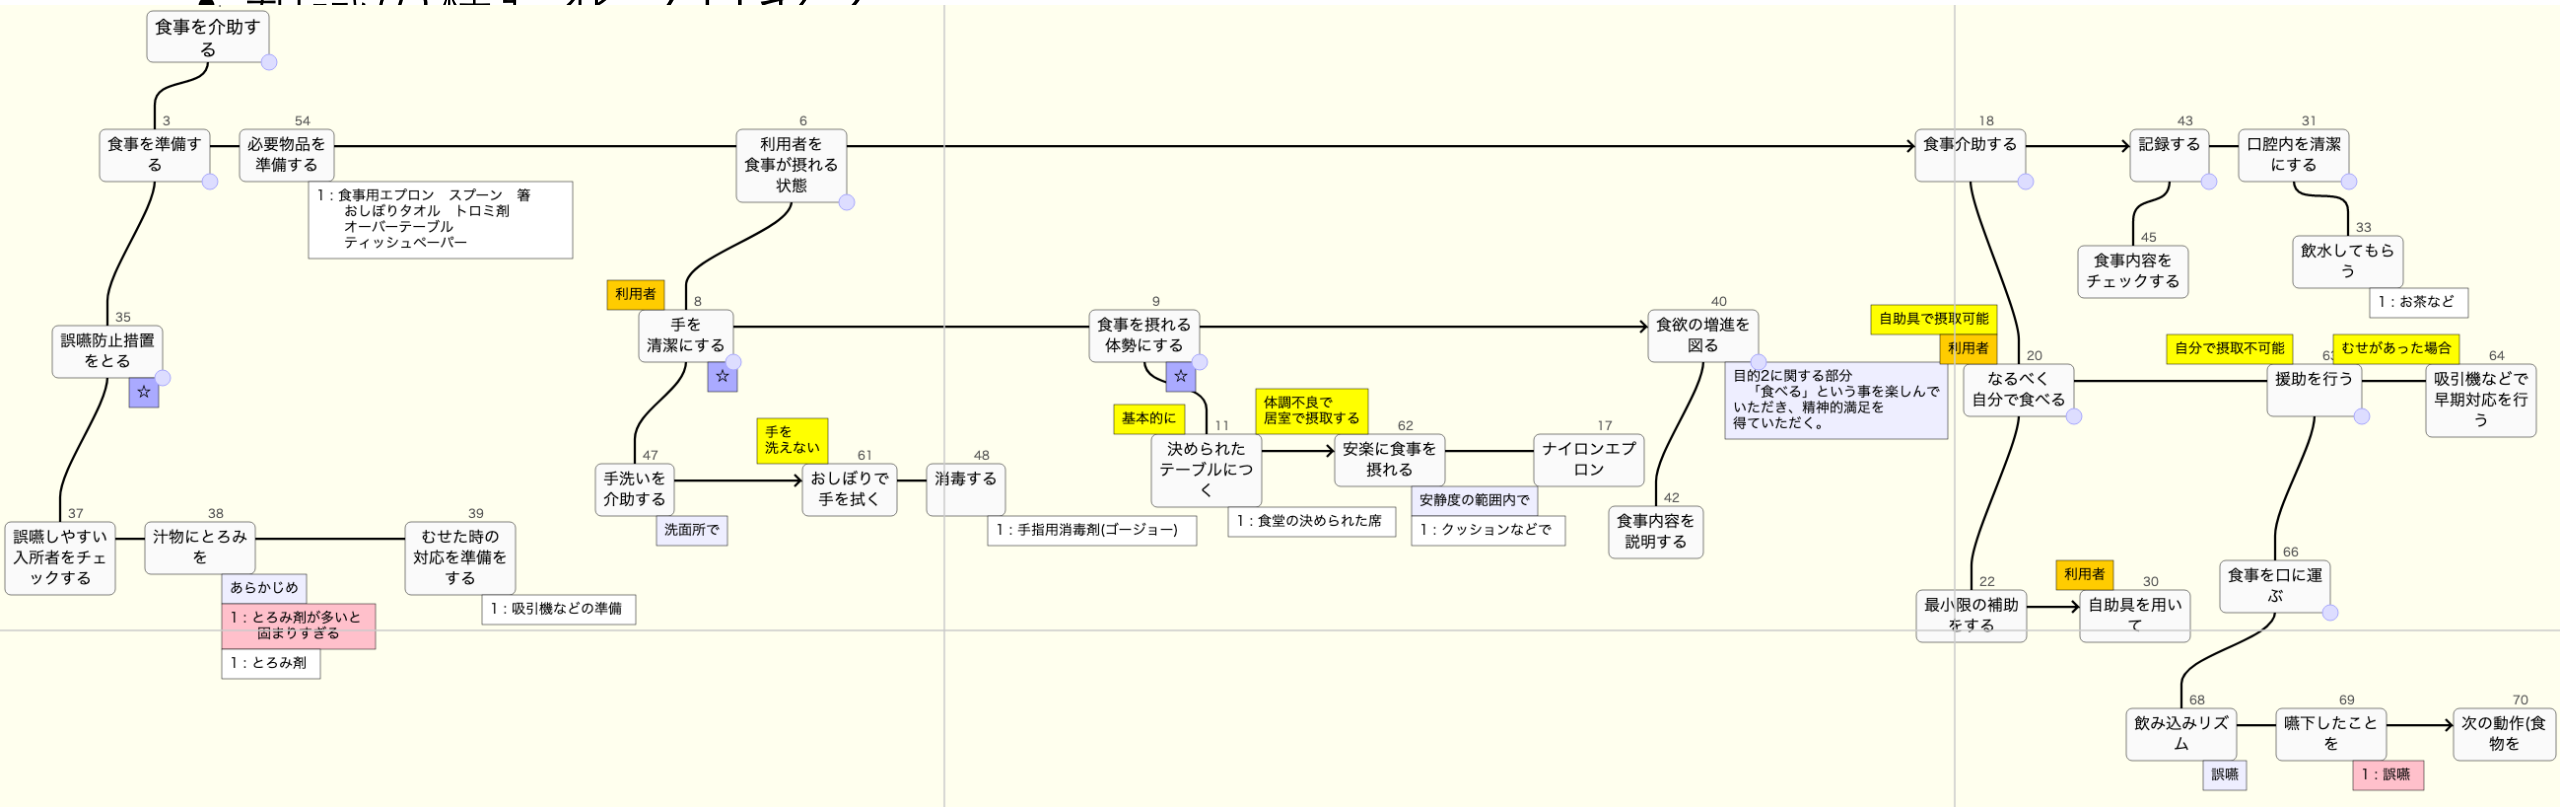 食事を介助す
る
3
食事を準備す
る
54
必要物品を
準備する
1 : 食事用エプロン　スプーン　箸
おしぼりタオル　トロミ剤
オーバーテーブル
ティッシュペーパー
6
利用者を
食事が摂れる
状態
18
食事介助する
43
記録する
31
口腔内を清潔
にする
45
食事内容を
チェックする
33
飲水してもら
う
1 : お茶など
35
誤嚥防止措置
をとる
☆
利用者
8
手を
清潔にする
☆
9
食事を摂れる
体勢にする
☆
40
食欲の増進を
図る
目的2に関する部分
「食べる」という事を楽しんで
いただき、精神的満足を
得ていただく。
自助具で摂取可能
利用者
20
なるべく
自分で食べる
自分で摂取不可能
63
援助を行う
むせがあった場合
64
吸引機などで
早期対応を行
う
37
誤嚥しやすい
入所者をチェ
ックする
38
汁物にとろみ
を
あらかじめ
1 : とろみ剤が多いと
固まりすぎる
1 : とろみ剤
39
むせた時の
対応を準備を
する
1 : 吸引機などの準備
47
手洗いを
介助する
洗面所で
手を
洗えない
61
おしぼりで
手を拭く
48
消毒する
1 : 手指用消毒剤(ゴージョー)
基本的に
11
決められた
テーブルにつ
く
1 : 食堂の決められた席
体調不良で
居室で摂取する
62
安楽に食事を
摂れる
安静度の範囲内で
1 : クッションなどで
17
ナイロンエプ
ロン
42
食事内容を
説明する
22
最小限の補助
をする
利用者
30
自助具を用い
て
66
食事を口に運
ぶ
68
飲み込みリズ
ム
誤嚥
69
嚥下したこと
を
1 : 誤嚥
70
次の動作(食
物を